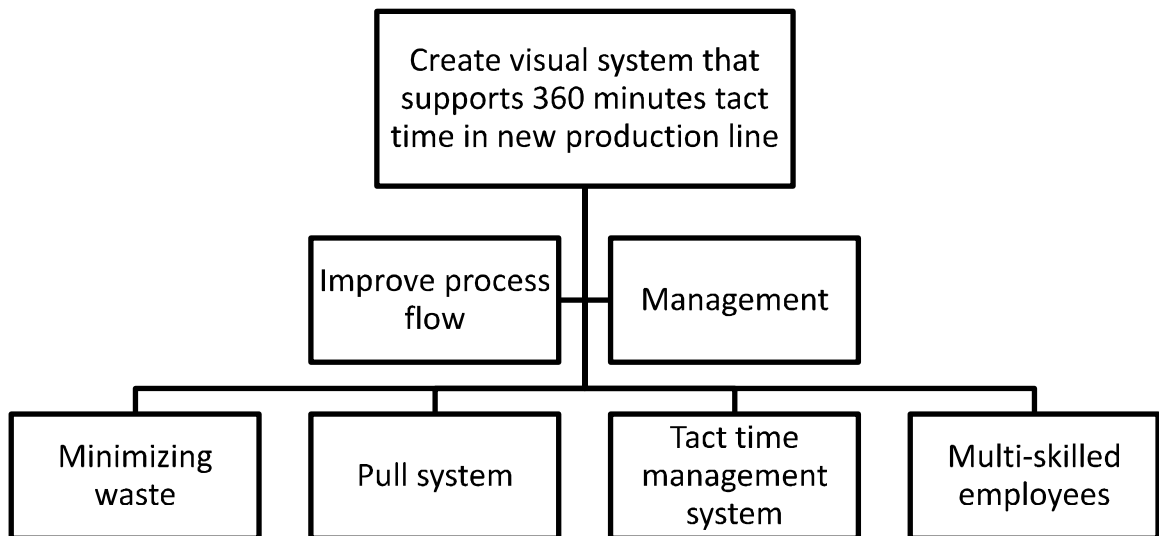 Create visual system that
supports 360 minutes tact
time in new production line
Improve process
flow
Management
Minimizing
waste
Pull system
Tact time
management
system
Multi-skilled
employees